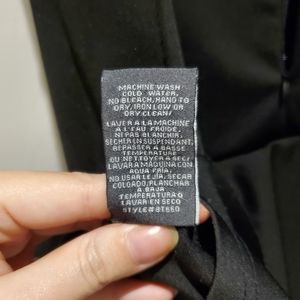 MACHINE WASH
COLD WATER,
NO BLEACH, HANG TO
DRY, IRON LOW OR
DRY CLEAN/
LAVER A LA MACHINE
A L'EAU FROIDE,
NI PAS BLANCHIR,
SECHER EN SUSPENDANT,
REPASSER A BASSE
TEMPERATURE
OU NETTOYER A SEC/
LAVAR A MAQUINA CON
AGUA FRIA,
NO USAR LEJIA, SECAR
COLGADO, PLANCHAR
A BAJA
TEMPERATURA O
LAVAR EN SECO